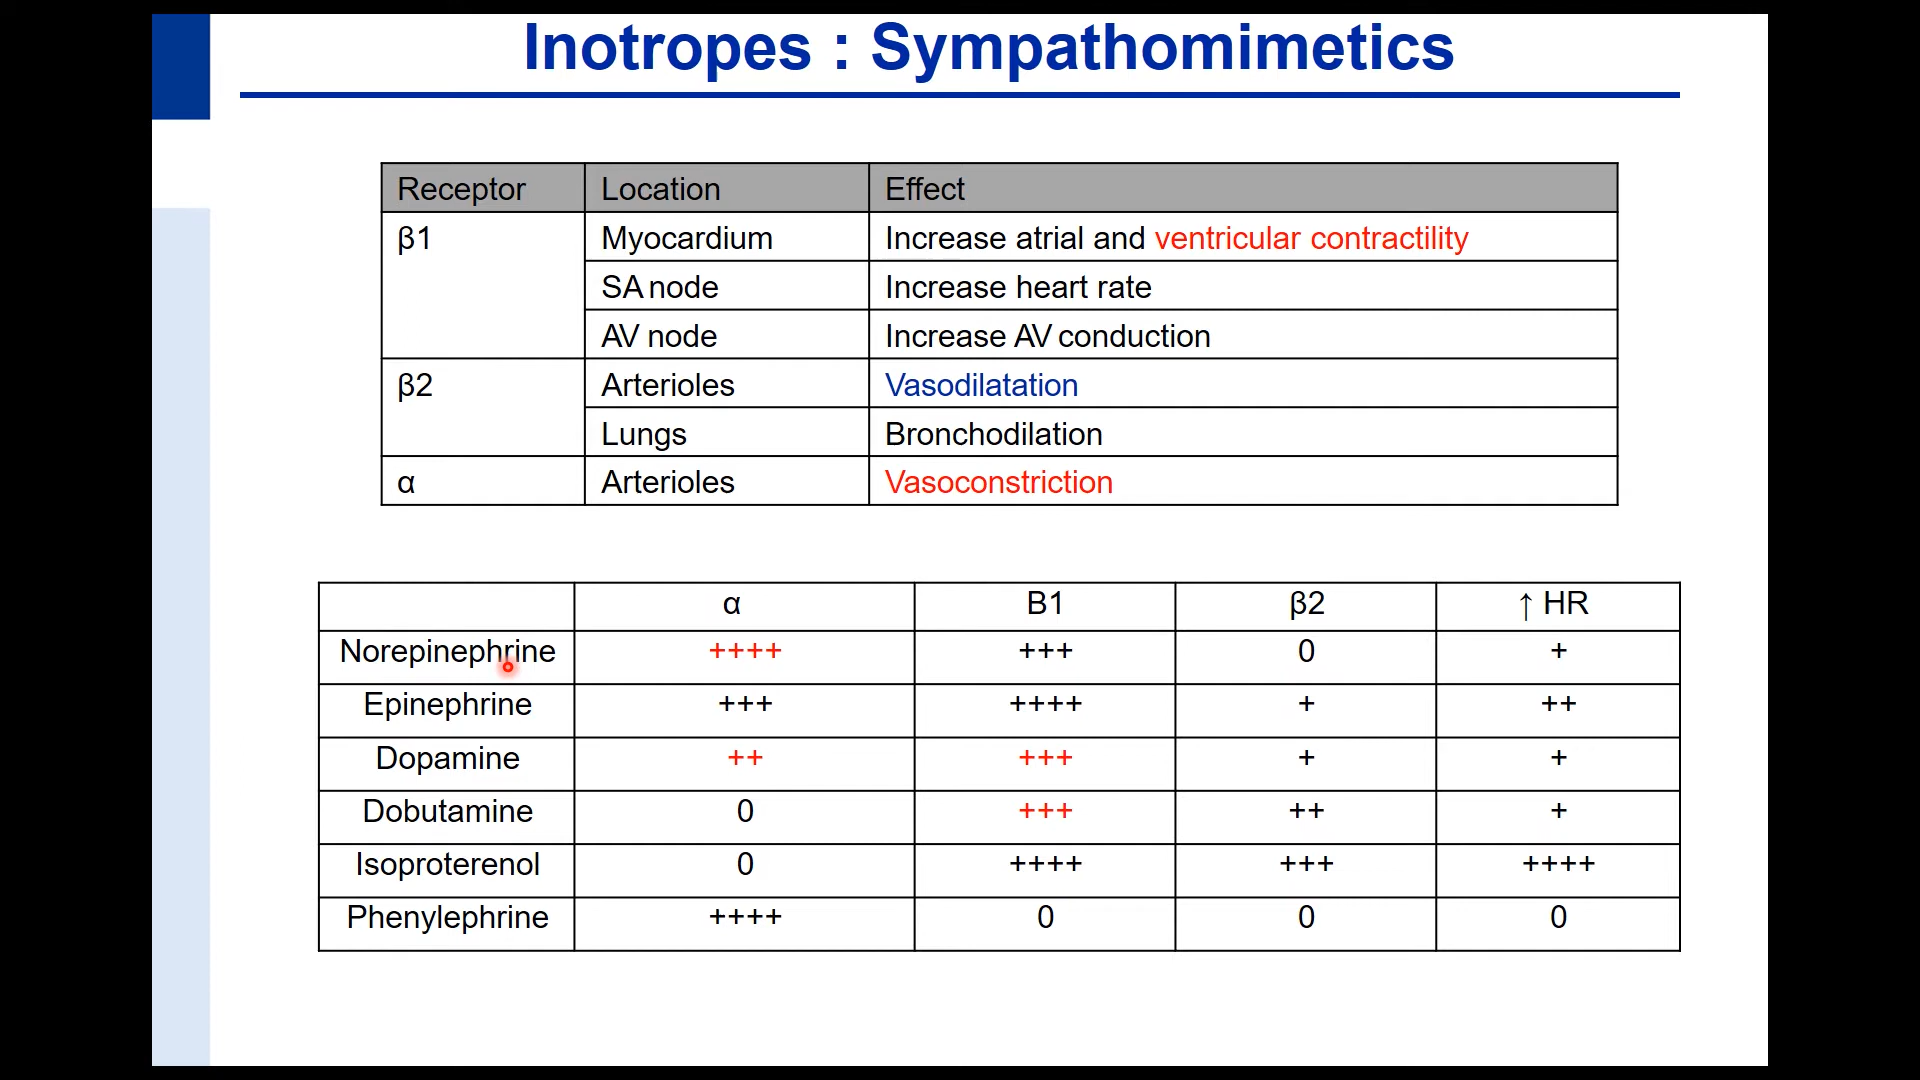 Inotropes : Sympathomimetics
Receptor Location Effect
β1 Myocardium Increase atrial and ventricular contractility
SA node Increase heart rate
AV node Increase AV conduction
β2 Arterioles Vasodilatation
Lungs Bronchodilation
α Arterioles Vasoconstriction
α B1 β2 ↑ HR
Norepinephrine ++++ +++ 0 +
Epinephrine +++ ++++ + ++
Dopamine ++ +++ + +
Dobutamine 0 +++ ++ +
Isoproterenol 0 ++++ +++ ++++
Phenylephrine ++++ 0 0 0